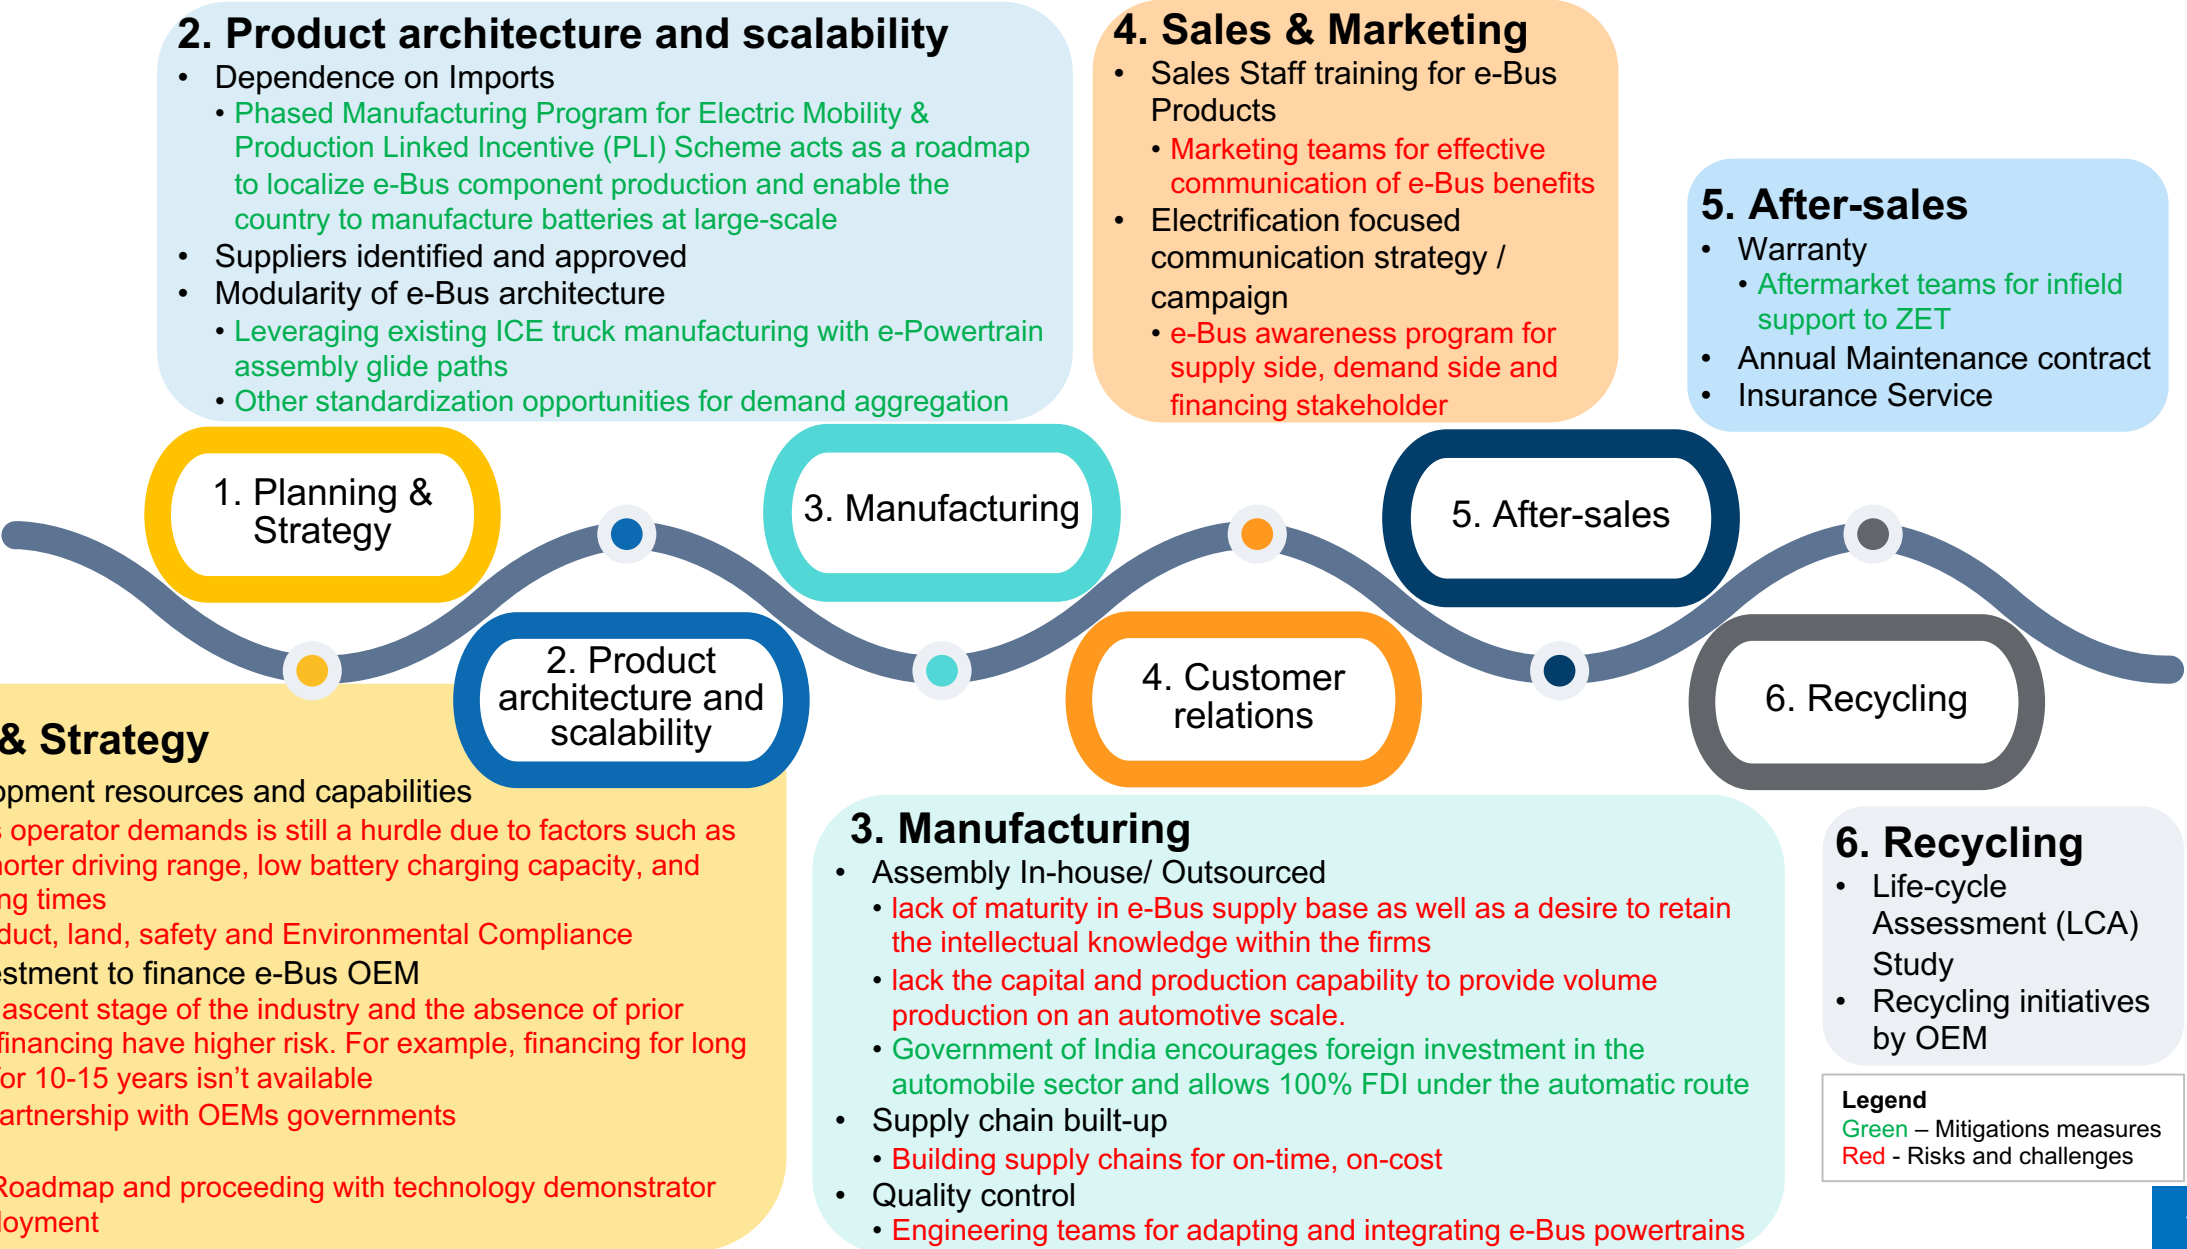 2. Product architecture and scalability
• Dependence on Imports
• Phased Manufacturing Program for Electric Mobility &
Production Linked Incentive (PLI) Scheme acts as a roadmap
to localize e-Bus component production and enable the
country to manufacture batteries at large-scale
• Suppliers identified and approved
• Modularity of e-Bus architecture
• Leveraging existing ICE truck manufacturing with e-Powertrain
assembly glide paths
• Other standardization opportunities for demand aggregation
4. Sales & Marketing
• Sales Staff training for e-Bus
Products
• Marketing teams for effective
communication of e-Bus benefits
• Electrification focused
communication strategy /
campaign
• e-Bus awareness program for
supply side, demand side and
financing stakeholder
5. After-sales
• Warranty
• Aftermarket teams for infield
support to ZET
• Annual Maintenance contract
• Insurance Service
1. Planning &
Strategy
2. Product
architecture and
scalability
3. Manufacturing
4. Customer
relations
5. After-sales
6. Recycling
& Strategy
opment resources and capabilities
s operator demands is still a hurdle due to factors such as
horter driving range, low battery charging capacity, and
ng times
duct, land, safety and Environmental Compliance
estment to finance e-Bus OEM
ascent stage of the industry and the absence of prior
financing have higher risk. For example, financing for long
for 10-15 years isn't available
artnership with OEMs governments
Roadmap and proceeding with technology demonstrator
loyment
3. Manufacturing
• Assembly In-house/ Outsourced
• lack of maturity in e-Bus supply base as well as a desire to retain
the intellectual knowledge within the firms
• lack the capital and production capability to provide volume
production on an automotive scale.
• Government of India encourages foreign investment in the
automobile sector and allows 100% FDI under the automatic route
• Supply chain built-up
• Building supply chains for on-time, on-cost
• Quality control
• Engineering teams for adapting and integrating e-Bus powertrains
6. Recycling
• Life-cycle
Assessment (LCA)
Study
• Recycling initiatives
by OEM
Legend
Green – Mitigations measures
Red - Risks and challenges